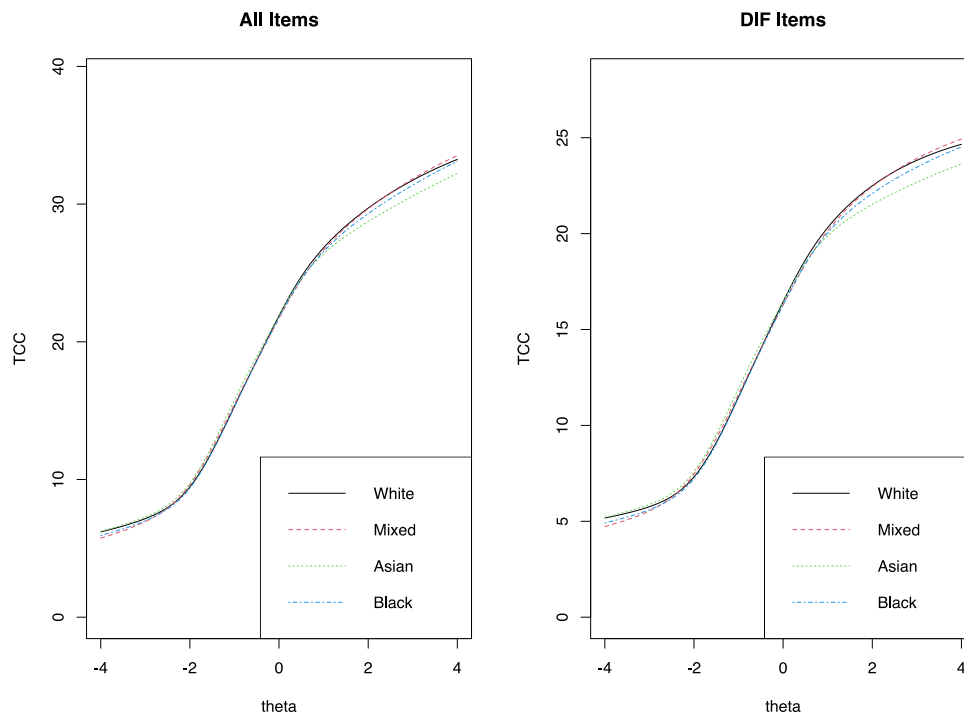 All Items
40
30
20
10
0
TCC
-4
-2
0
2
4
theta
White
Mixed
Asian
Black
DIF Items
25
20
15
10
5
0
TCC
-4
-2
0
2
4
theta
White
Mixed
Asian
Black